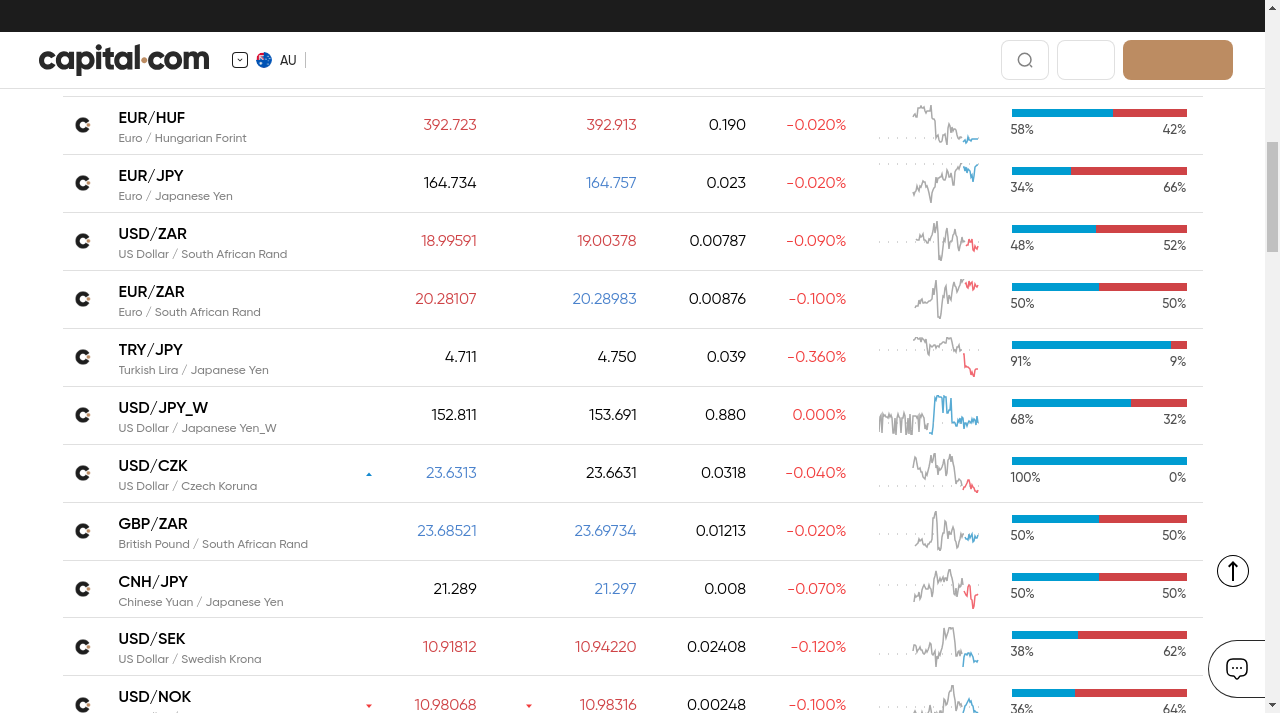 capital.com AU
EUR/HUF 392.723 392.913 0.190 -0.020%
Euro / Hungarian Forint 58% 42%
EUR/JPY 164.734 164.757 0.023 -0.020%
Euro / Japanese Yen 34% 66%
USD/ZAR 18.99591 19.00378 0.00787 -0.090%
US Dollar / South African Rand 48% 52%
EUR/ZAR 20.28107 20.28983 0.00876 -0.100%
Euro / South African Rand 50% 50%
TRY/JPY 4.711 4.750 0.039 -0.360%
Turkish Lira / Japanese Yen 91% 9%
USD/JPY_W 152.811 153.691 0.880 0.000%
US Dollar / Japanese Yen_W 68% 32%
USD/CZK 23.6313 23.6631 0.0318 -0.040%
US Dollar / Czech Koruna 100% 0%
GBP/ZAR 23.68521 23.69734 0.01213 -0.020%
British Pound / South African Rand 50% 50%
CNH/JPY 21.289 21.297 0.008 -0.070%
Chinese Yuan / Japanese Yen 50% 50%
USD/SEK 10.91812 10.94220 0.02408 -0.120%
US Dollar / Swedish Krona 38% 62%
USD/NOK 10.98068 10.98316 0.00248 -0.100%
36% 64%